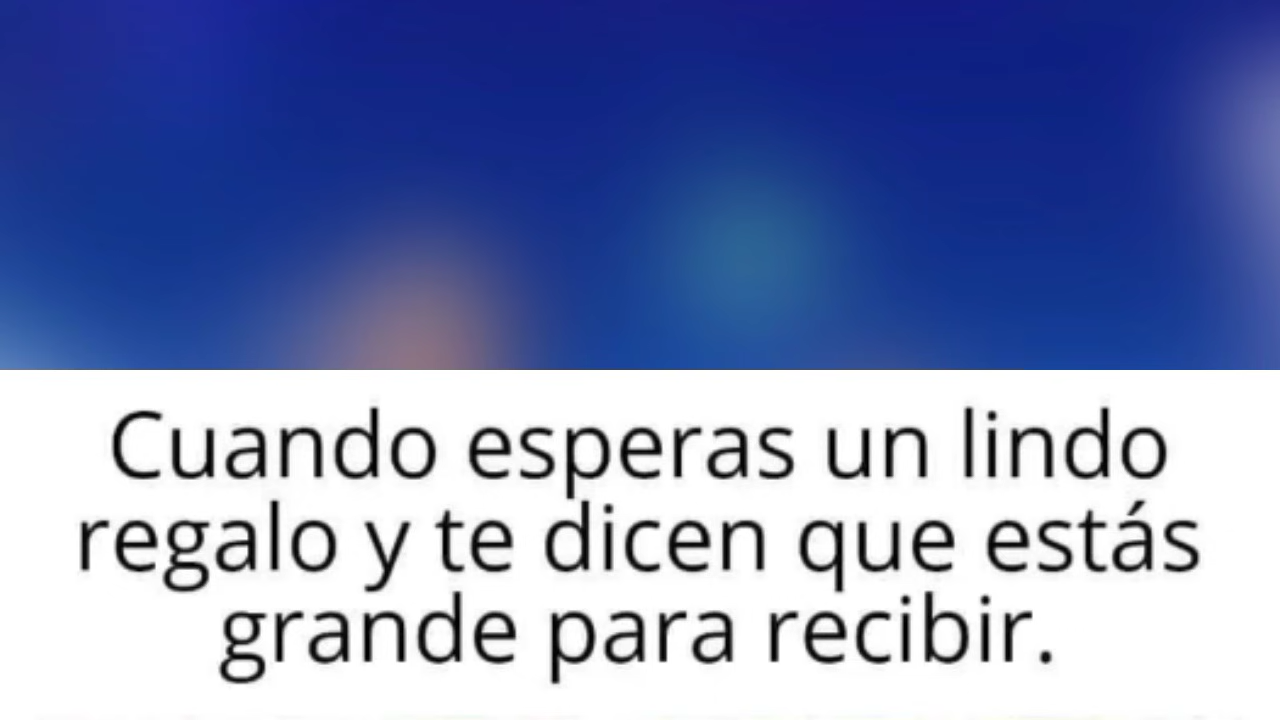 Cuando esperas un lindo
regalo y te dicen que estás
grande para recibir.